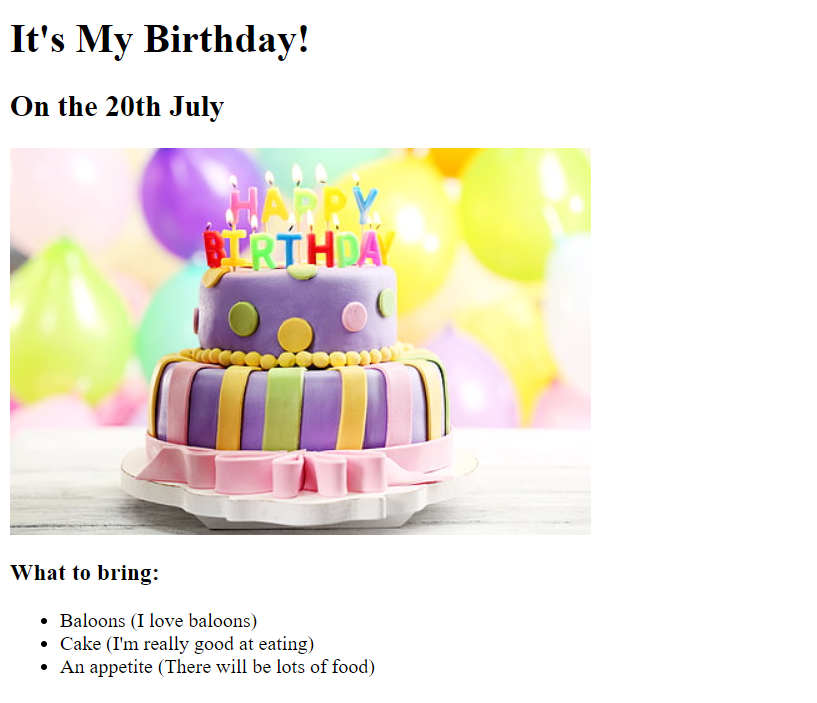 It's My Birthday!
On the 20th July
HAPPY
BIRTHDAY
What to bring:
Baloons (I love baloons)
Cake (I'm really good at eating)
An appetite (There will be lots of food)